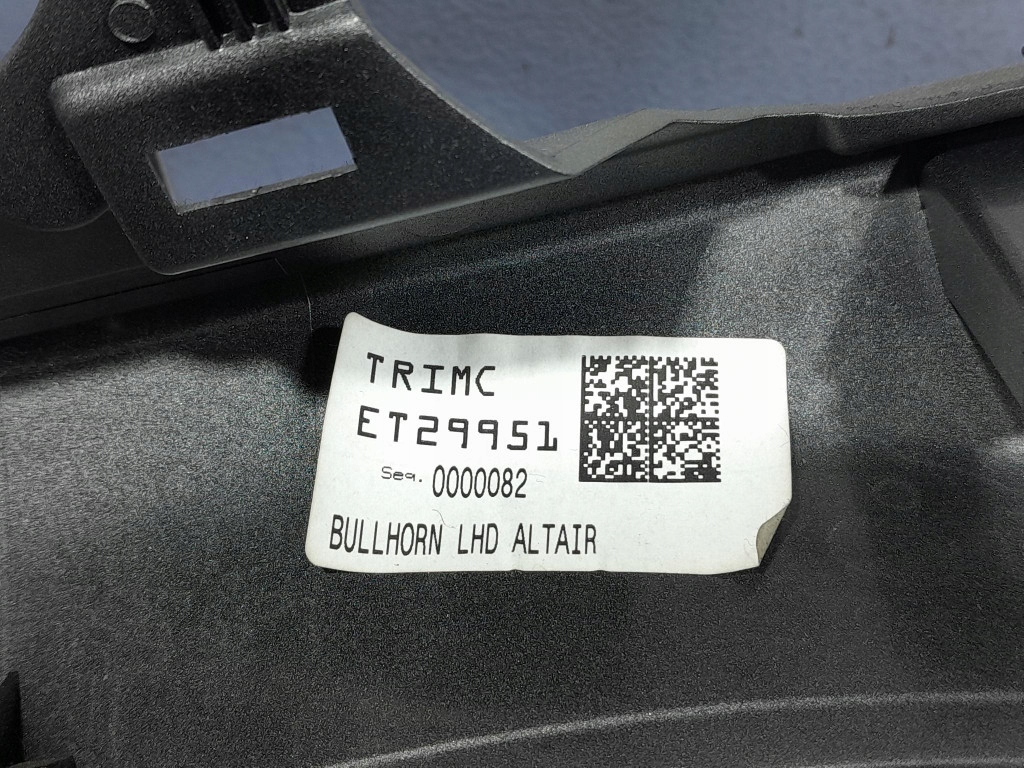 TRIMC
ET29951
Seq. 0000082
BULLHORN LHD ALTAIR